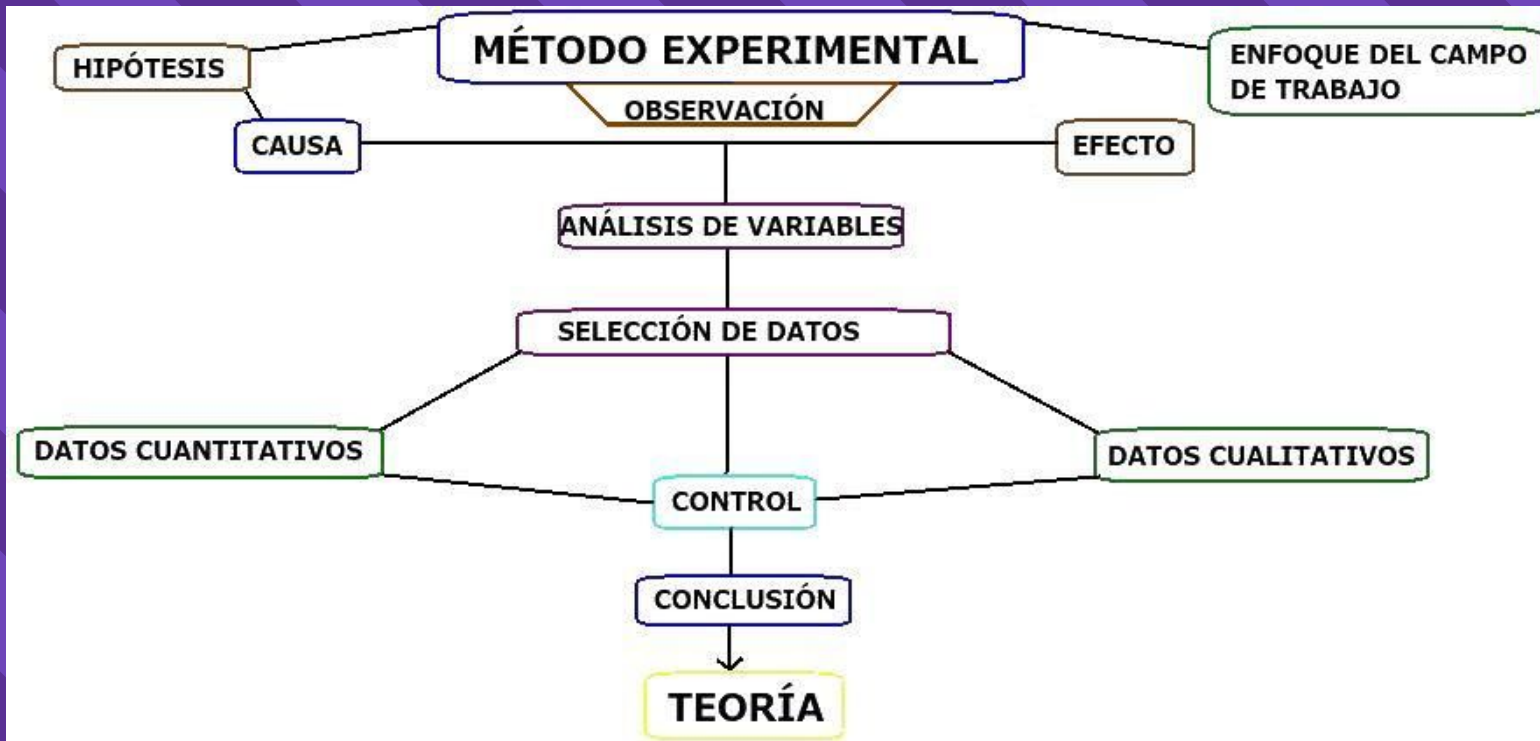 MÉTODO EXPERIMENTAL
HIPÓTESIS
ENFOQUE DEL CAMPO
DE TRABAJO
OBSERVACIÓN
CAUSA
EFECTO
ANÁLISIS DE VARIABLES
SELECCIÓN DE DATOS
DATOS CUANTITATIVOS
DATOS CUALITATIVOS
CONTROL
CONCLUSIÓN
TEORÍA